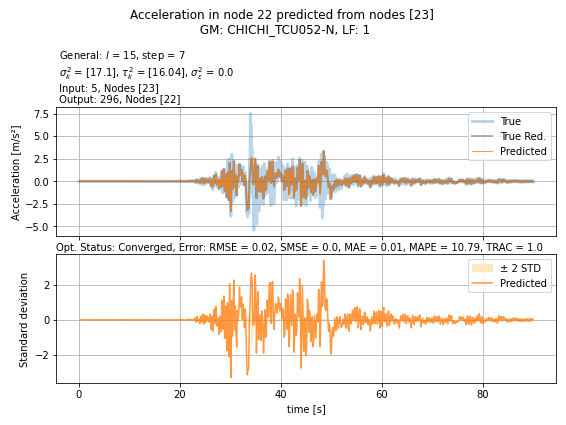 Acceleration in node 22 predicted from nodes [23]
GM: CHICHI_TCU052-N, LF: 1
General: l = 15, step = 7
σ²ₖ = [17.1], τ²ₖ = [16.04], σ²ε = 0.0
Input: 5, Nodes [23]
Output: 296, Nodes [22]
7.5
5.0
2.5
0.0
−2.5
−5.0
Acceleration [m/s²]
True
True Red.
Predicted
Opt. Status: Converged, Error: RMSE = 0.02, SMSE = 0.0, MAE = 0.01, MAPE = 10.79, TRAC = 1.0
2
0
−2
Standard deviation
± 2 STD
Predicted
0
20
40
60
80
time [s]